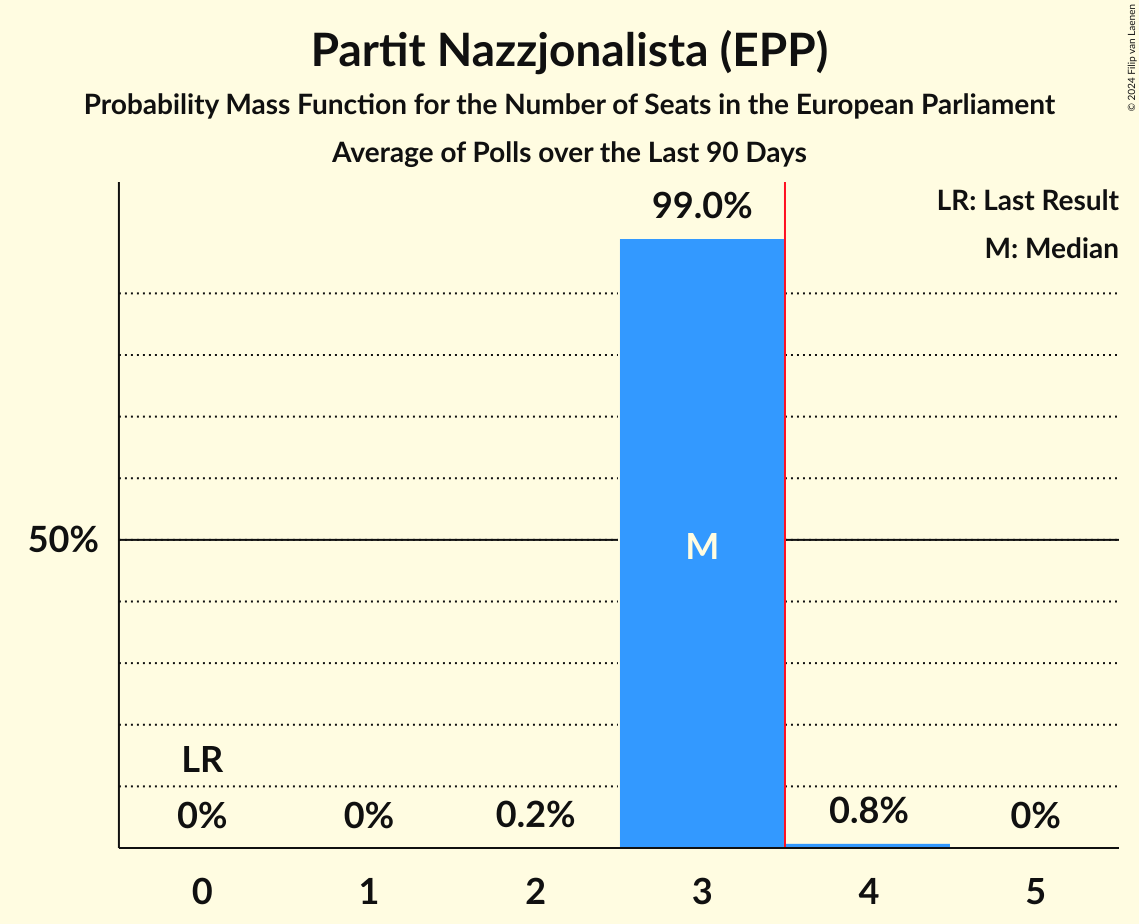 Partit Nazzjonalista (EPP)
Probability Mass Function for the Number of Seats in the European Parliament
Average of Polls over the Last 90 Days
© 2024 Filip van Laenen
99.0%
LR: Last Result
M: Median
50%
M
LR
0%
0%
0.2%
0.8%
0%
0
1
2
3
4
5